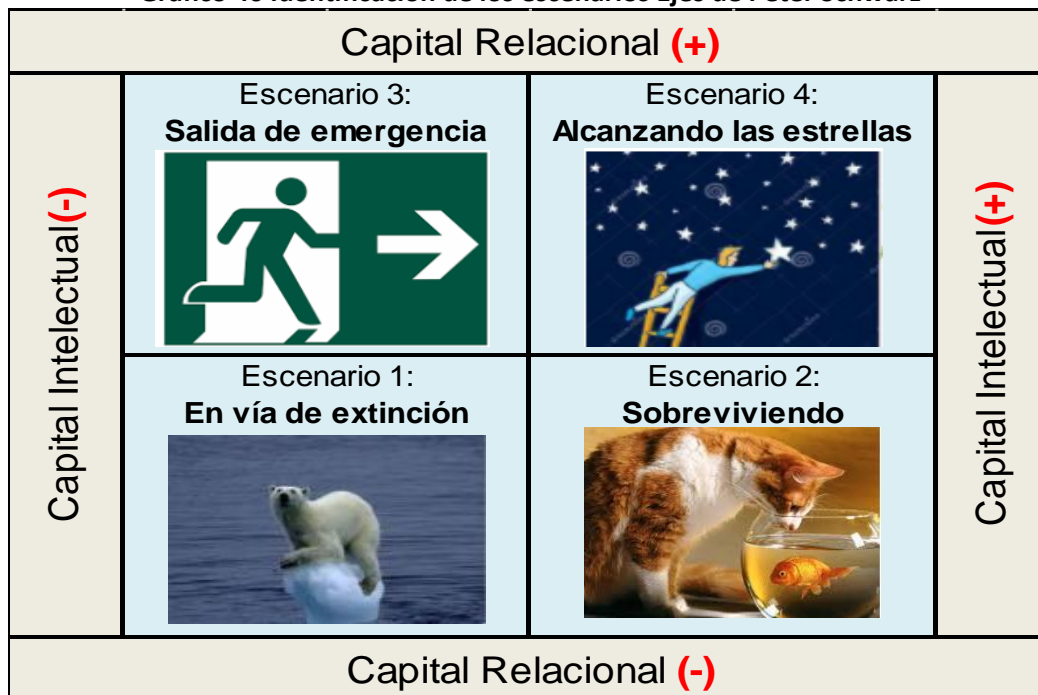 Capital Relacional (+)
Escenario 3:
Salida de emergencia
Escenario 4:
Alcanzando las estrellas
Capital Intelectual(-)
Capital Intelectual(+)
Escenario 1:
En vía de extinción
Escenario 2:
Sobreviviendo
Capital Relacional (-)